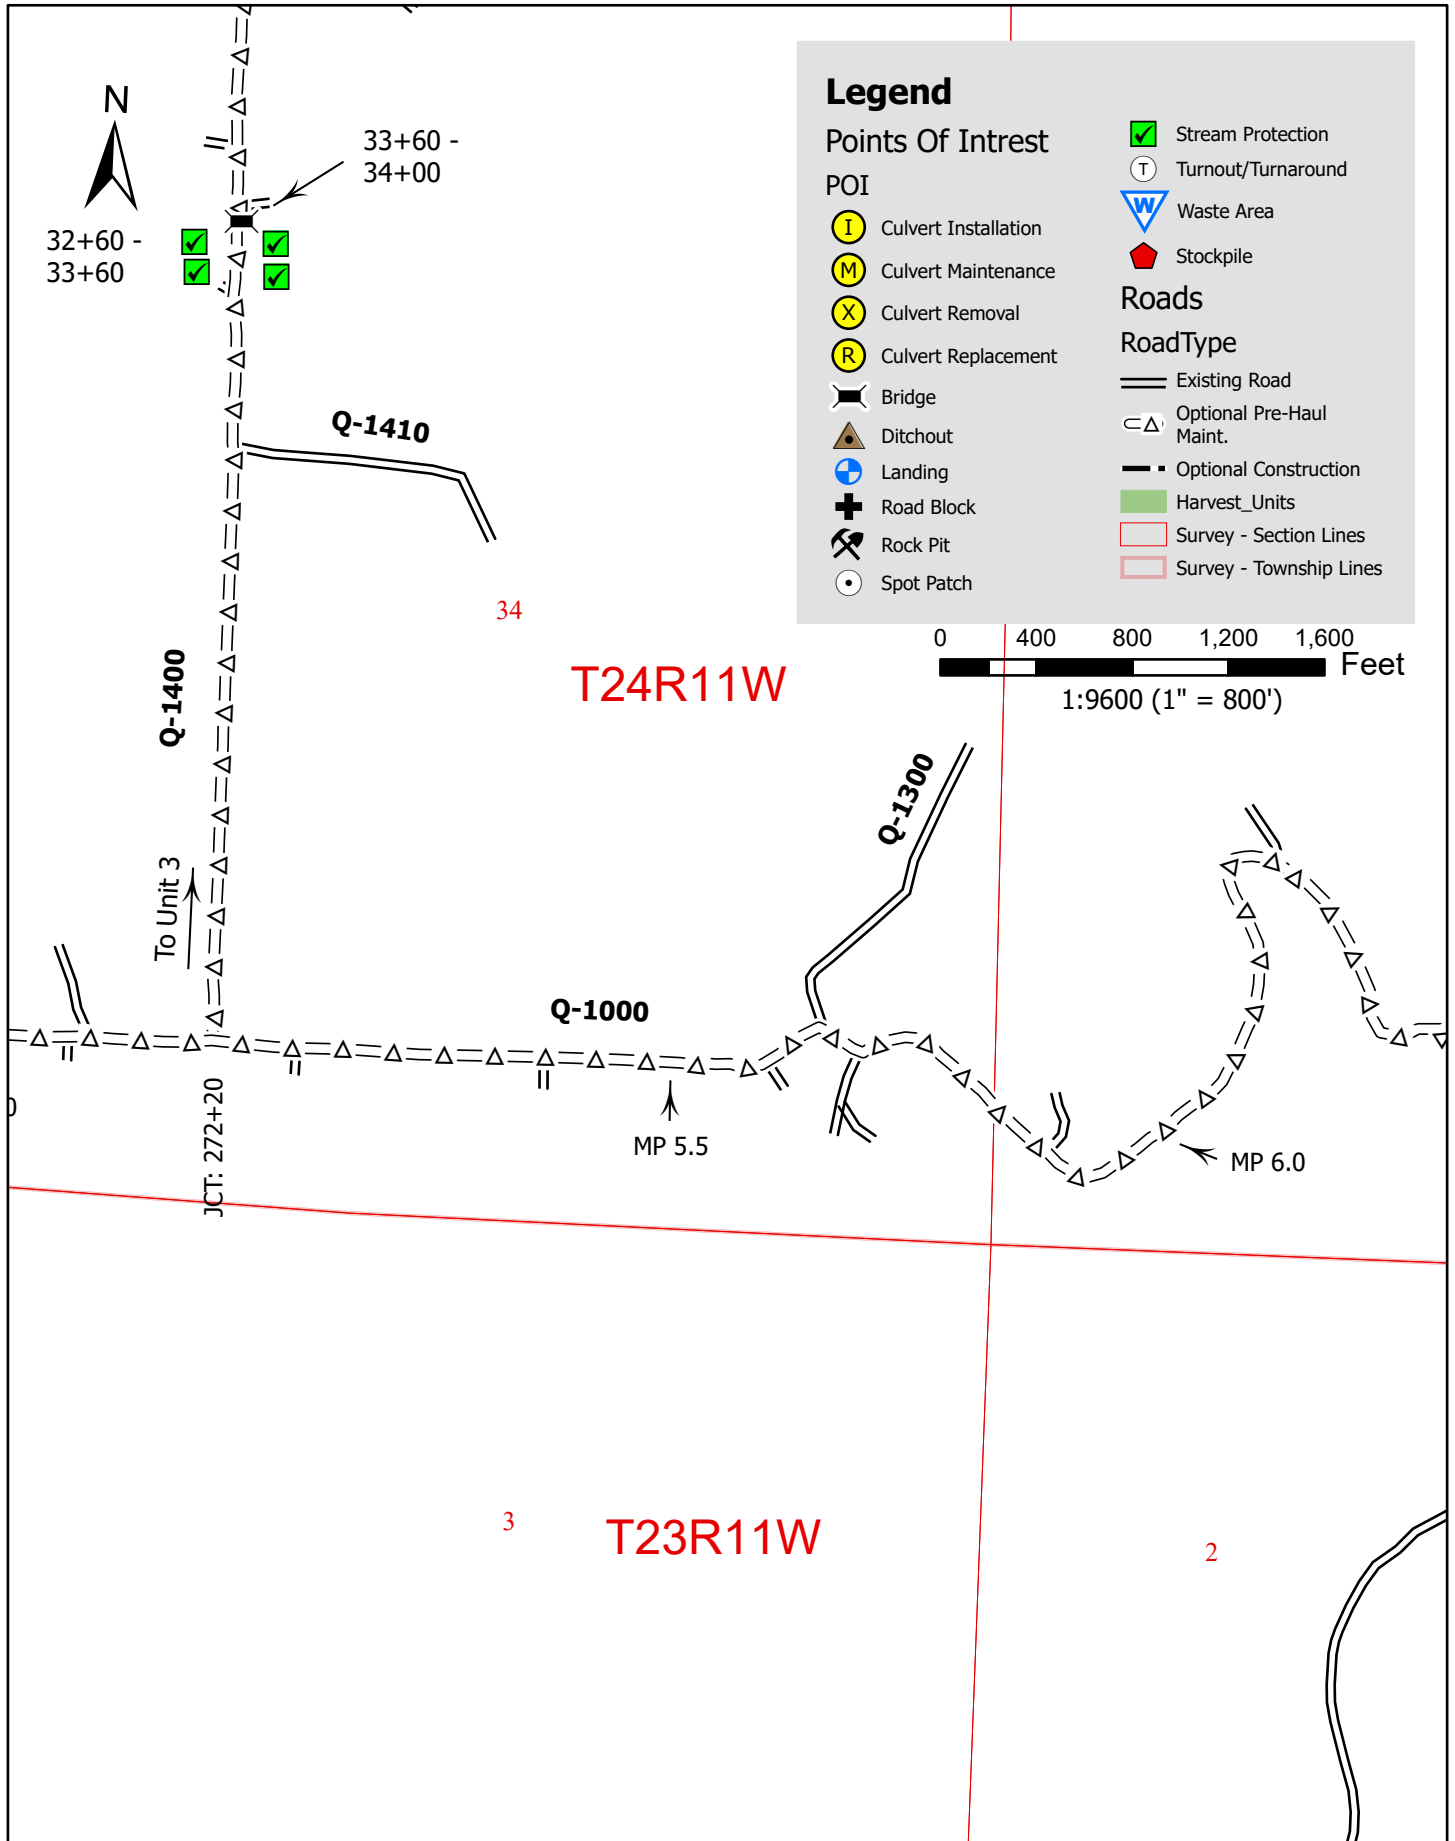 N
33+60 -
34+00
32+60 -
33+60
Legend
Points Of Intrest
POI
I Culvert Installation
M Culvert Maintenance
X Culvert Removal
R Culvert Replacement
Bridge
Ditchout
Landing
Road Block
Rock Pit
Spot Patch
Stream Protection
T Turnout/Turnaround
W Waste Area
Stockpile
Roads
RoadType
Existing Road
Optional Pre-Haul
Maint.
Optional Construction
Harvest_Units
Survey - Section Lines
Survey - Township Lines
0 400 800 1,200 1,600
Feet
1:9600 (1" = 800')
Q-1410
34
T24R11W
Q-1400
Q-1300
To Unit 3
Q-1000
JCT: 272+20
MP 5.5
MP 6.0
3
T23R11W
2